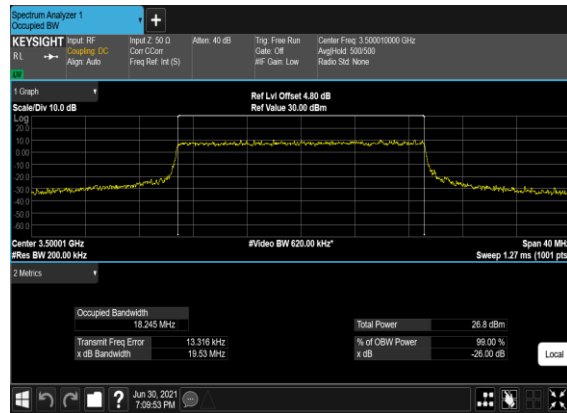 Spectrum Analyzer 1
Occupied BW
+
KEYSIGHT
R L
Input: RF
Coupling: DC
Align: Auto
Input Z: 50 Ω
Corr CCorr
Freq Ref: Int (S)
Atten: 40 dB
Trig: Free Run
Gate: Off
#IF Gain: Low
Center Freq: 3.500010000 GHz
Avg|Hold: 500/500
Radio Std: None
1 Graph
Scale/Div 10.0 dB
Ref Lvl Offset 4.80 dB
Ref Value 30.00 dBm
Log
20.0
10.0
0.00
-10.0
-20.0
-30.0
-40.0
-50.0
-60.0
Center 3.50001 GHz
#Res BW 200.00 kHz
#Video BW 620.00 kHz*
Span 40 MHz
Sweep 1.27 ms (1001 pts)
2 Metrics
Occupied Bandwidth
18.245 MHz
Total Power 26.8 dBm
Transmit Freq Error 13.316 kHz
x dB Bandwidth 19.53 MHz
% of OBW Power 99.00 %
x dB -26.00 dB
Local
?
Jun 30, 2021
7:09:53 PM